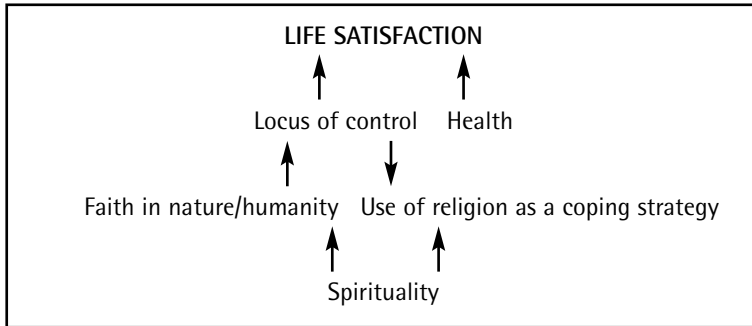 LIFE SATISFACTION
Locus of control Health
Faith in nature/humanity Use of religion as a coping strategy
Spirituality